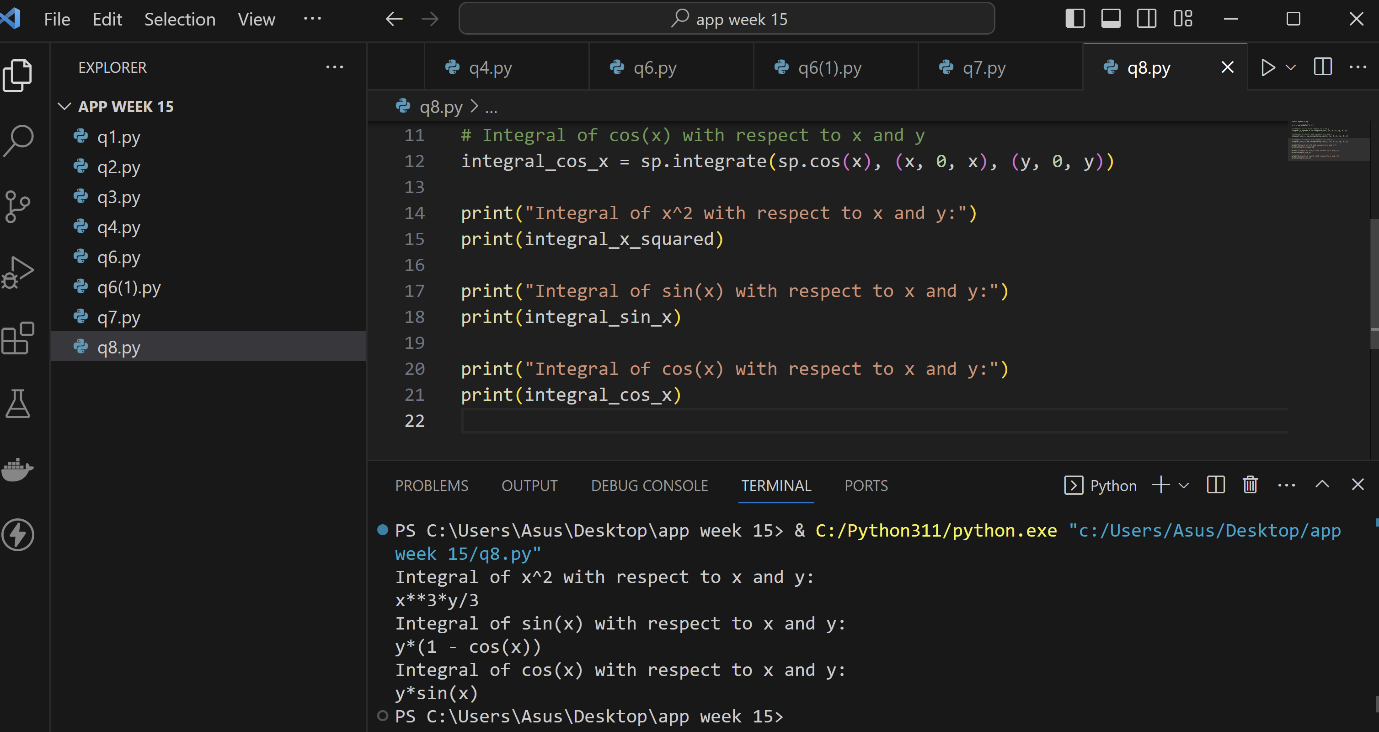 File Edit Selection View ...
app week 15
EXPLORER
APP WEEK 15
q1.py
q2.py
q3.py
q4.py
q6.py
q6(1).py
q7.py
q8.py
q4.py q6.py q6(1).py q7.py q8.py
q8.py > ...
11 # Integral of cos(x) with respect to x and y
12 integral_cos_x = sp.integrate(sp.cos(x), (x, 0, x), (y, 0, y))
13
14 print("Integral of x^2 with respect to x and y:")
15 print(integral_x_squared)
16
17 print("Integral of sin(x) with respect to x and y:")
18 print(integral_sin_x)
19
20 print("Integral of cos(x) with respect to x and y:")
21 print(integral_cos_x)
22
PROBLEMS OUTPUT DEBUG CONSOLE TERMINAL PORTS
Python
PS C:\Users\Asus\Desktop\app week 15> & C:/Python311/python.exe "c:/Users/Asus/Desktop/app
week 15/q8.py"
Integral of x^2 with respect to x and y:
x**3*y/3
Integral of sin(x) with respect to x and y:
y*(1 - cos(x))
Integral of cos(x) with respect to x and y:
y*sin(x)
PS C:\Users\Asus\Desktop\app week 15>